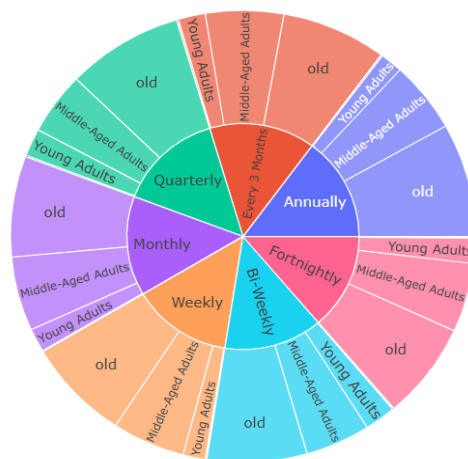 Young Adults
Middle-Aged Adults
old
Every 3 Months
Young Adults
Middle-Aged Adults
old
Annually
old
Middle-Aged Adults
Young Adults
Quarterly
old
Middle-Aged Adults
Young Adults
Monthly
old
Middle-Aged Adults
Young Adults
Weekly
old
Middle-Aged Adults
Young Adults
Bi-Weekly
Young Adults
Middle-Aged Adults
old
Fortnightly